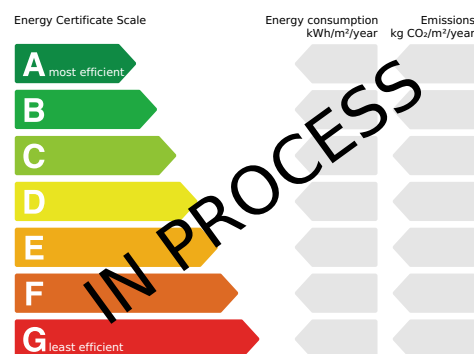 Energy Certificate Scale
Energy consumption
kWh/m²/year
Emissions
kg CO₂/m²/year
A most efficient
B
C
D
E
F
G least efficient
IN PROCESS